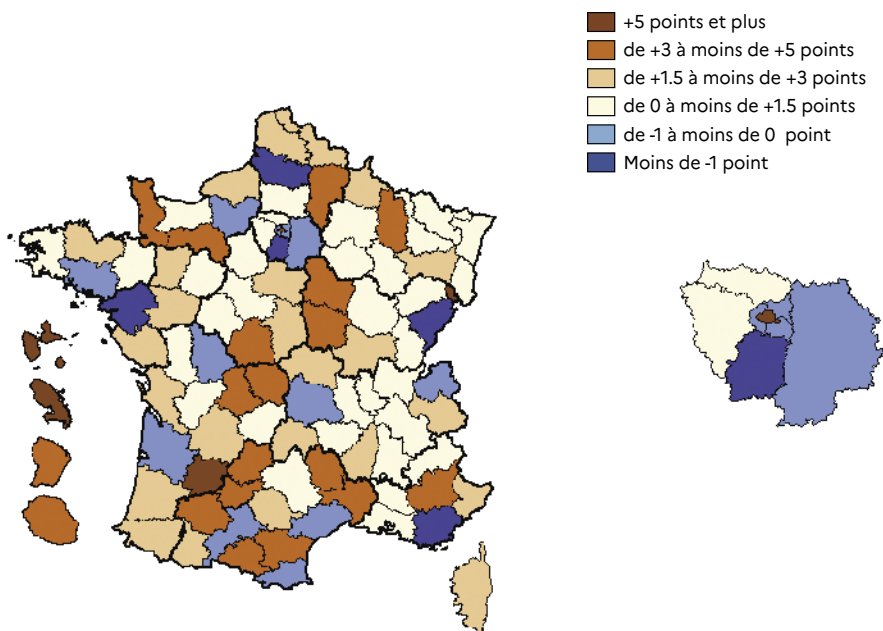 +5 points et plus
de +3 à moins de +5 points
de +1.5 à moins de +3 points
de 0 à moins de +1.5 points
de -1 à moins de 0 point
Moins de -1 point